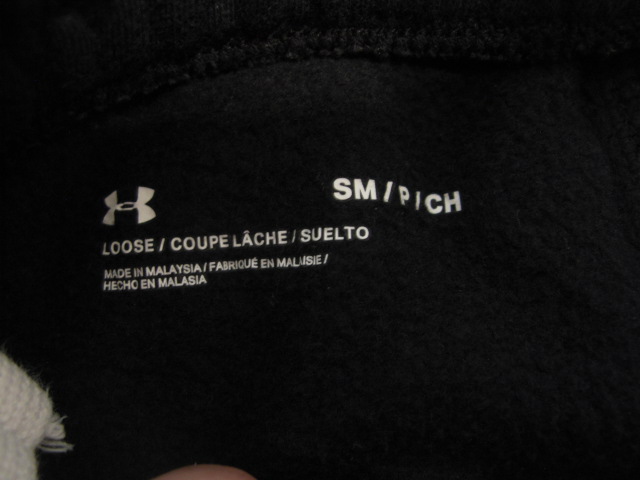 SM / P / CH
LOOSE / COUPE LÂCHE / SUELTO
MADE IN MALAYSIA / FABRIQUÉ EN MALAISIE /
HECHO EN MALASIA